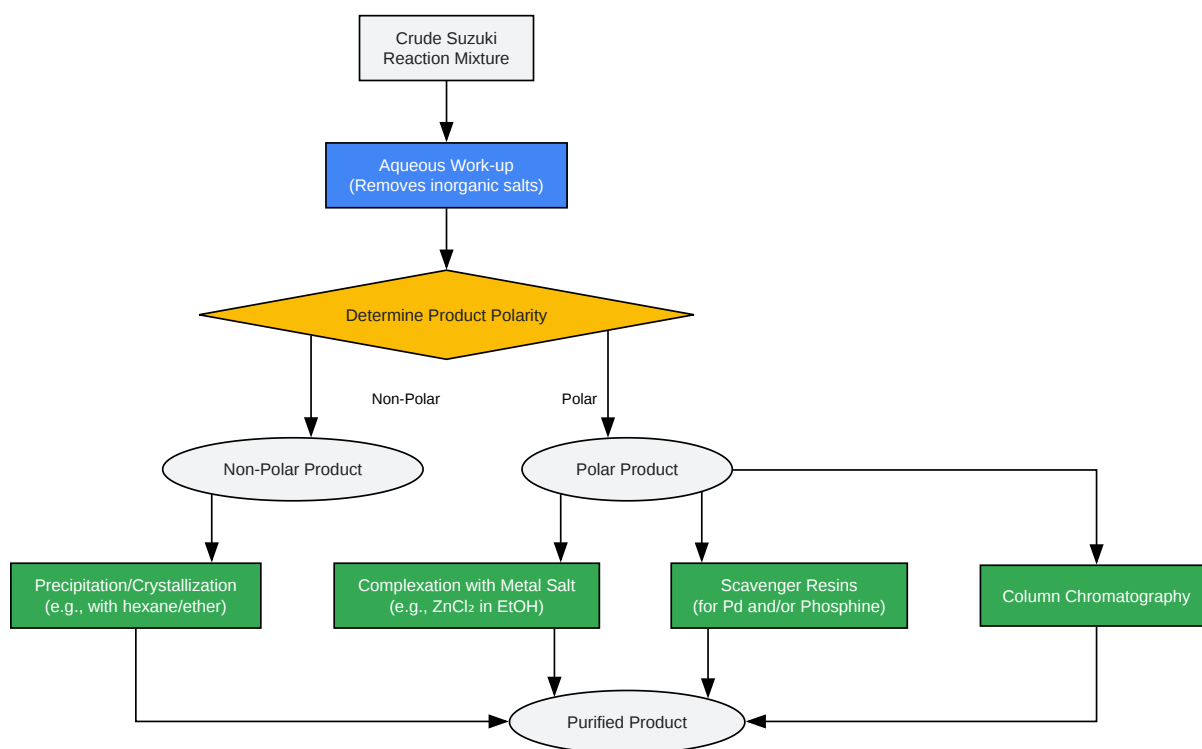 Crude Suzuki
Reaction Mixture
Aqueous Work-up
(Removes inorganic salts)
Determine Product Polarity
Non-Polar
Polar
Non-Polar Product
Polar Product
Precipitation/Crystallization
(e.g., with hexane/ether)
Complexation with Metal Salt
(e.g., ZnCl₂ in EtOH)
Scavenger Resins
(for Pd and/or Phosphine)
Column Chromatography
Purified Product